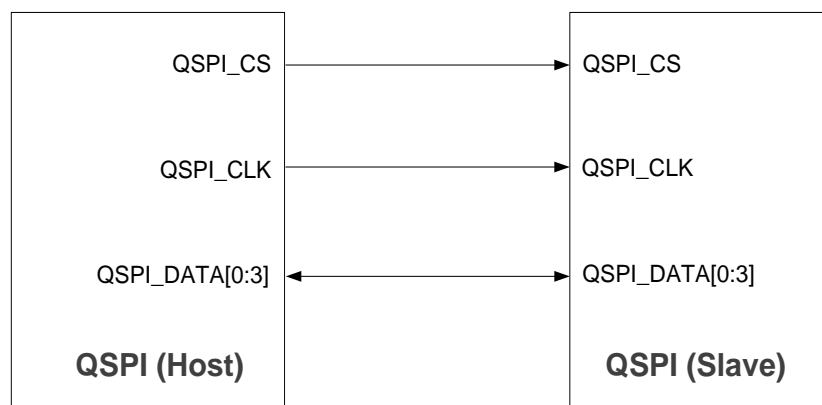 QSPI_CS
QSPI_CS
QSPI_CLK
QSPI_CLK
QSPI_DATA[0:3]
QSPI_DATA[0:3]
QSPI (Host)
QSPI (Slave)